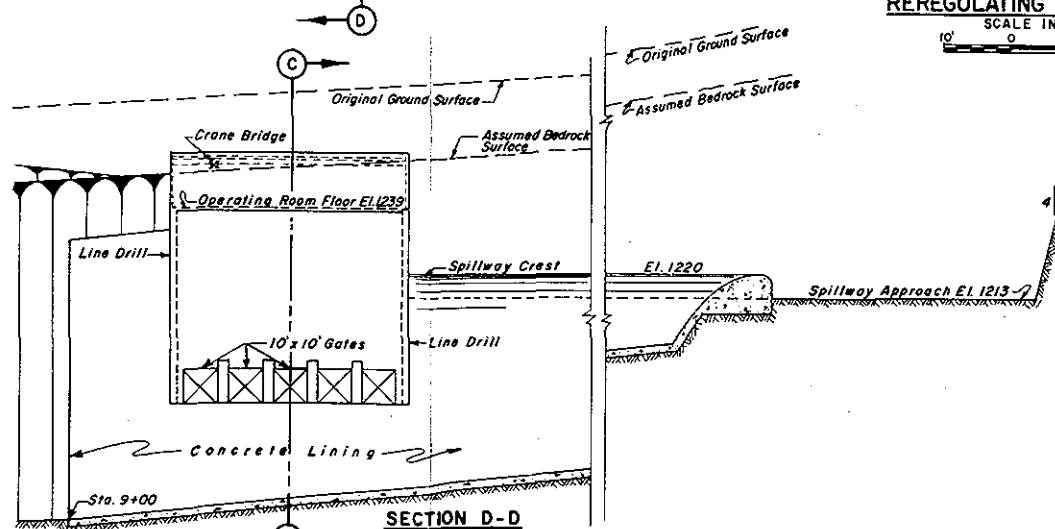 REREGULATING
SCALE IN
10' 0
D
C
Original Ground Surface
Original Ground Surface
Assumed Bedrock Surface
Crane Bridge
Assumed Bedrock
Surface
Operating Room Floor El.1239
4
Line Drill
Spillway Crest El. 1220
Spillway Approach El. 1213
10' x 10' Gates
Line Drill
Concrete Lining
Sta. 9+00
SECTION D-D